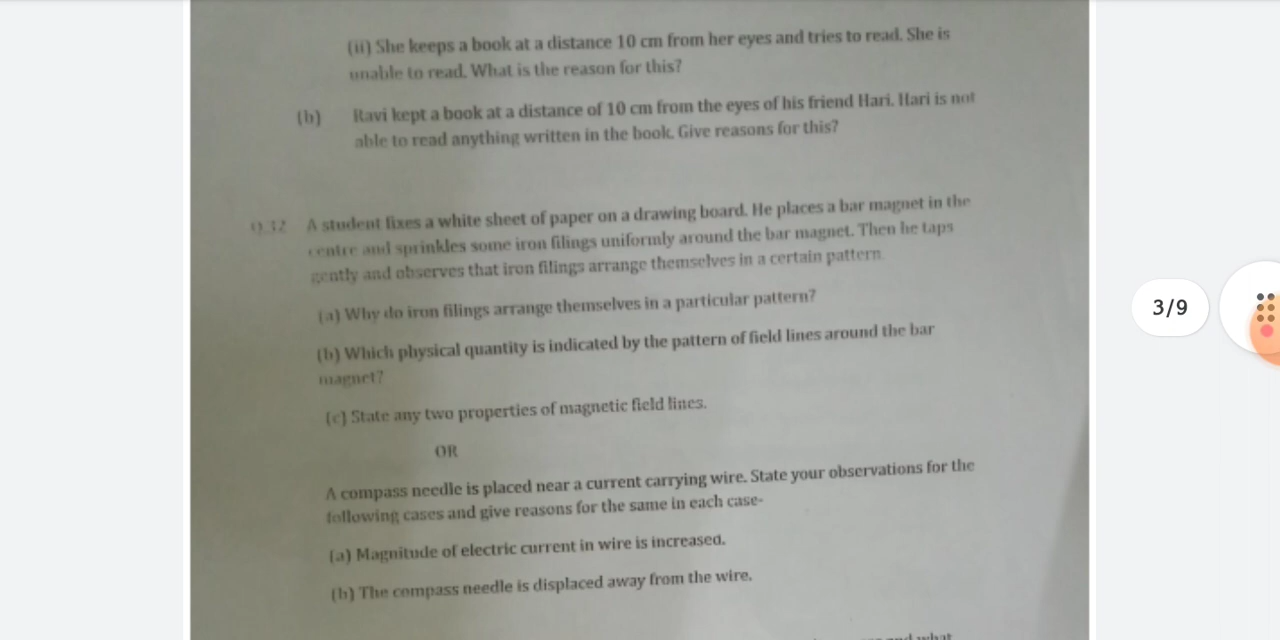 (ii) She keeps a book at a distance 10 cm from her eyes and tries to read. She is
unable to read. What is the reason for this?
(b) Ravi kept a book at a distance of 10 cm from the eyes of his friend Hari. Hari is not
able to read anything written in the book. Give reasons for this?
Q.32 A student fixes a white sheet of paper on a drawing board. He places a bar magnet in the
centre and sprinkles some iron filings uniformly around the bar magnet. Then he taps
gently and observes that iron filings arrange themselves in a certain pattern
(a) Why do iron filings arrange themselves in a particular pattern?
(b) Which physical quantity is indicated by the pattern of field lines around the bar
magnet?
(c) State any two properties of magnetic field lines.
OR
A compass needle is placed near a current carrying wire. State your observations for the
following cases and give reasons for the same in each case-
(a) Magnitude of electric current in wire is increased.
(b) The compass needle is displaced away from the wire.
and what
3/9